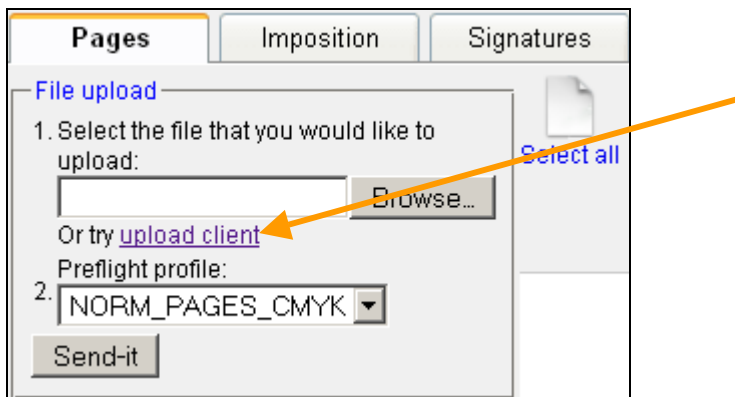 Pages Imposition Signatures
File upload
1. Select the file that you would like to
upload:
Browse...
Select all
Or try upload client
Preflight profile:
2. NORM_PAGES_CMYK
Send-it